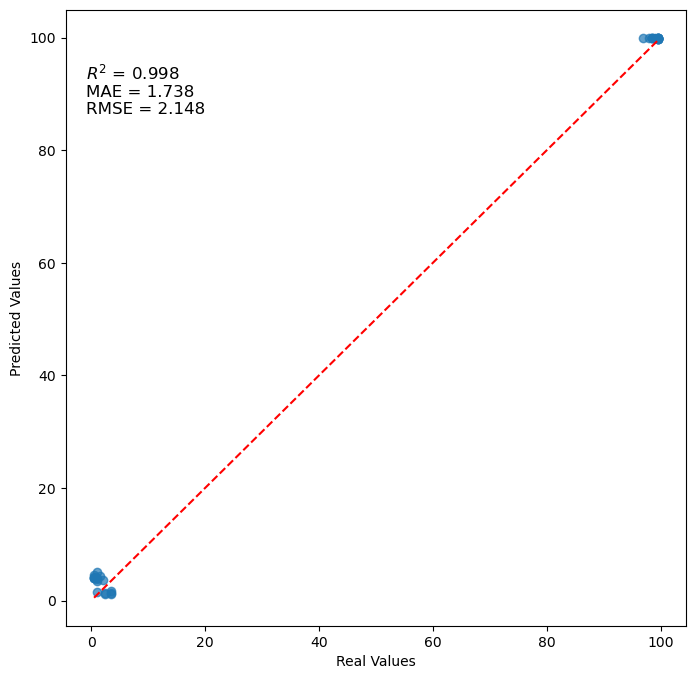 100
80
60
40
20
0
Predicted Values
R² = 0.998
MAE = 1.738
RMSE = 2.148
0 20 40 60 80 100
Real Values